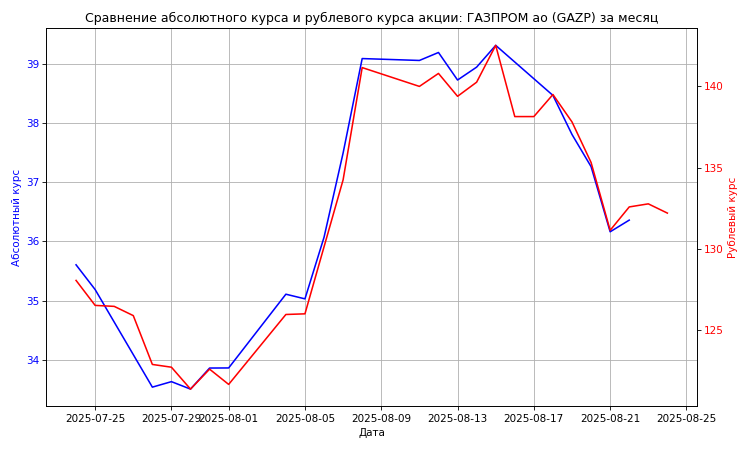 Сравнение абсолютного курса и рублевого курса акции: ГАЗПРОМ ао (GAZP) за месяц
Абсолютный курс
39
38
37
36
35
34
140
135
130
125
Рублевый курс
2025-07-25 2025-07-29 2025-08-01 2025-08-05 2025-08-09 2025-08-13 2025-08-17 2025-08-21 2025-08-25
Дата